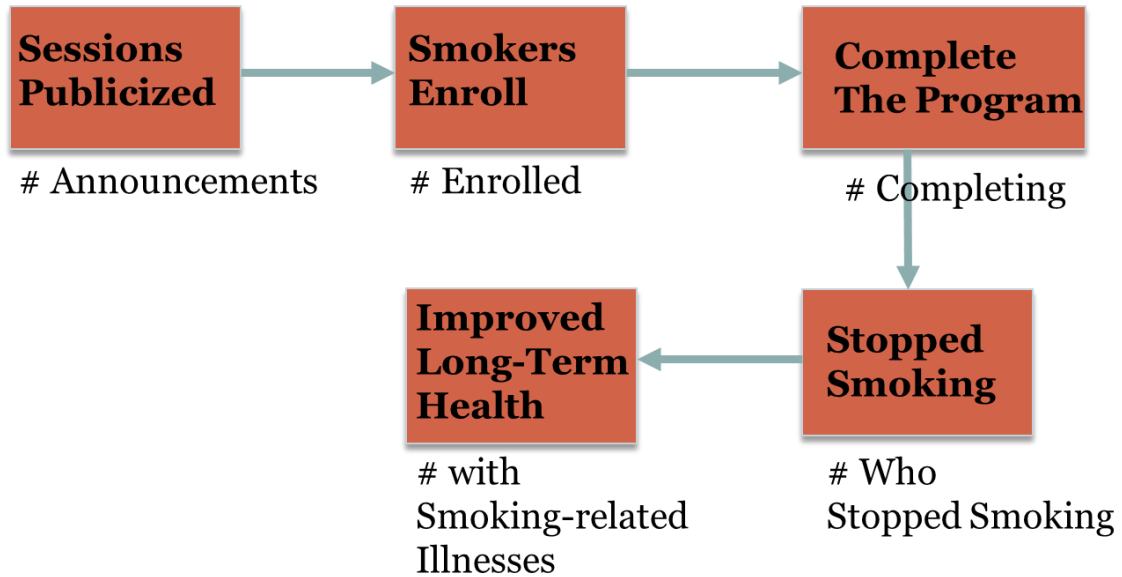 Sessions
Publicized
# Announcements
Smokers
Enroll
# Enrolled
Complete
The Program
# Completing
Stopped
Smoking
# Who
Stopped Smoking
Improved
Long-Term
Health
# with
Smoking-related
Illnesses